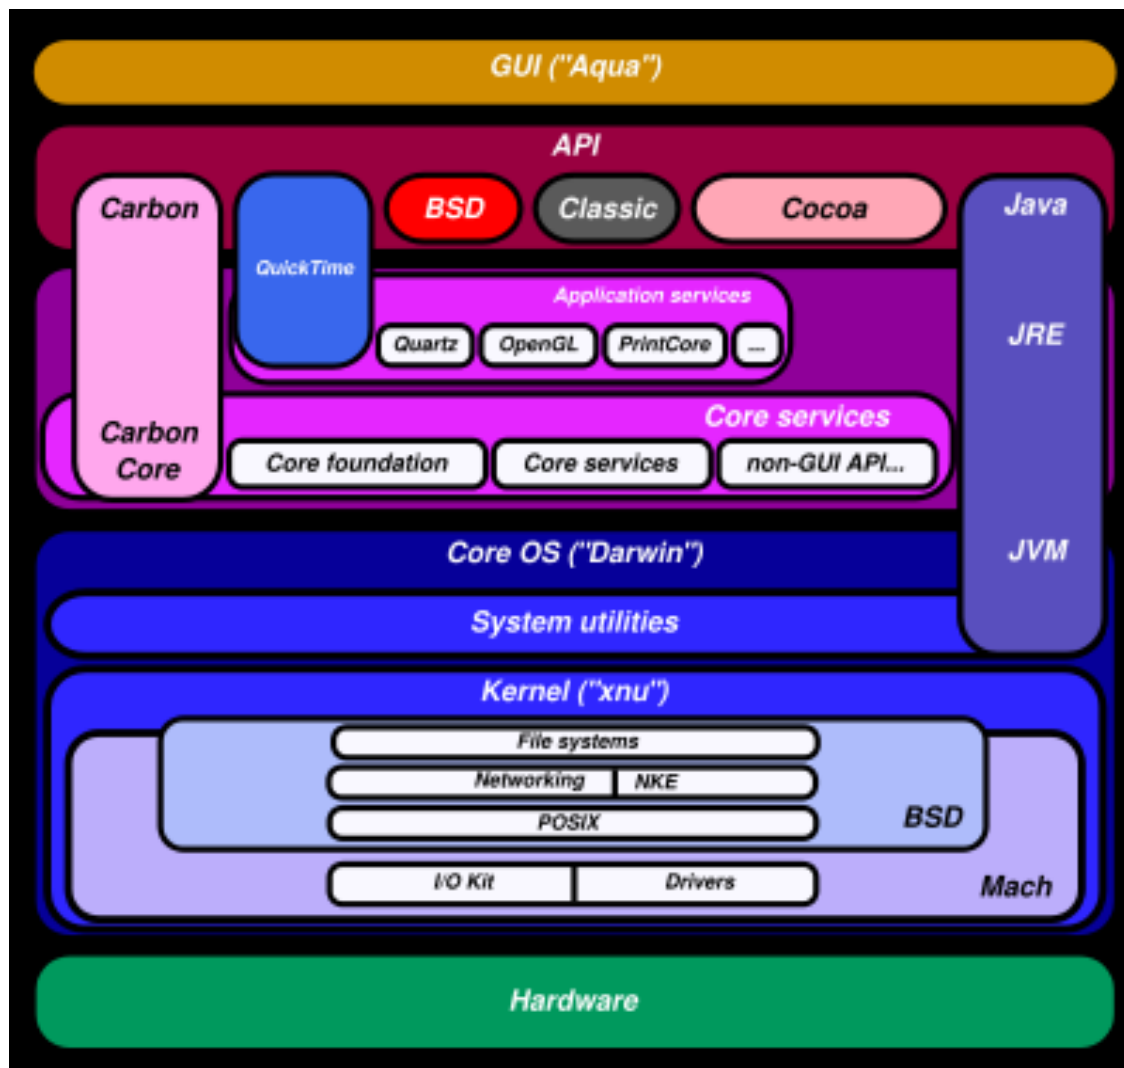 GUI ("Aqua")
API
Carbon
QuickTime
BSD
Classic
Cocoa
Java
Application services
Quartz
OpenGL
PrintCore
...
JRE
Carbon
Core
Core services
Core foundation
Core services
non-GUI API...
Core OS ("Darwin")
JVM
System utilities
Kernel ("xnu")
File systems
Networking
NKE
POSIX
BSD
I/O Kit
Drivers
Mach
Hardware